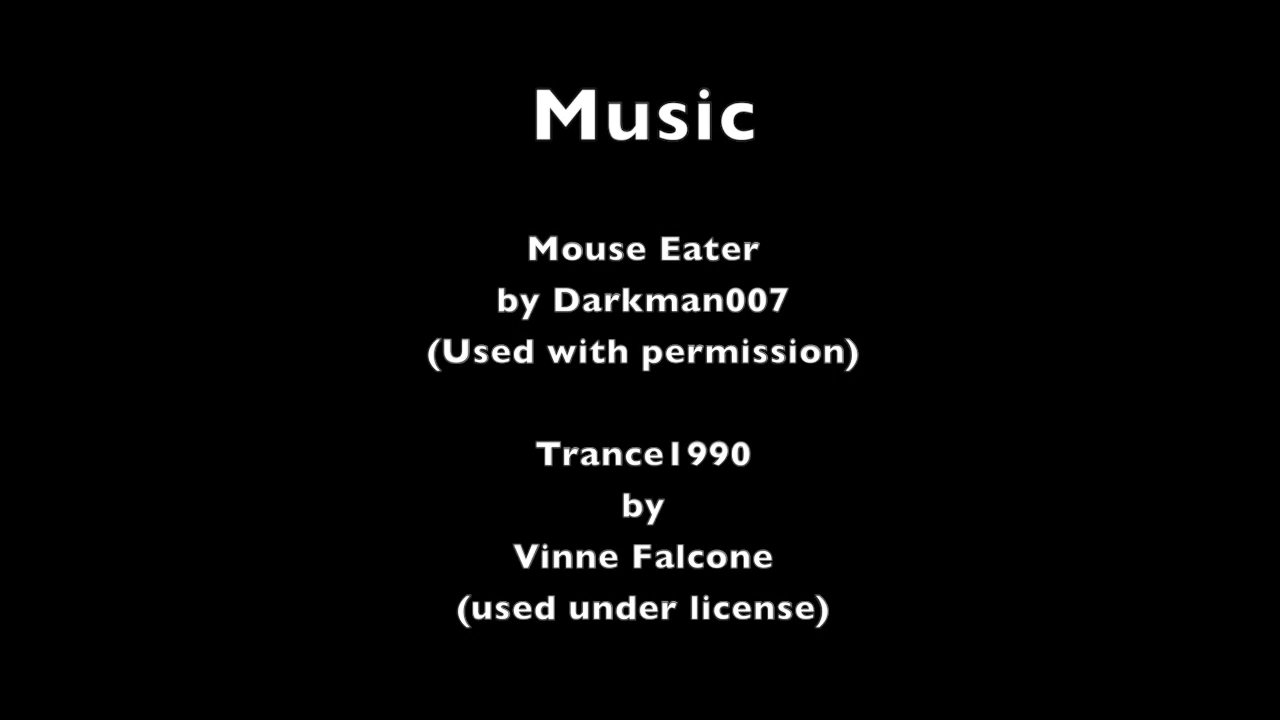 Music
Mouse Eater
by Darkman007
(Used with permission)
Trance1990
by
Vinne Falcone
(used under license)